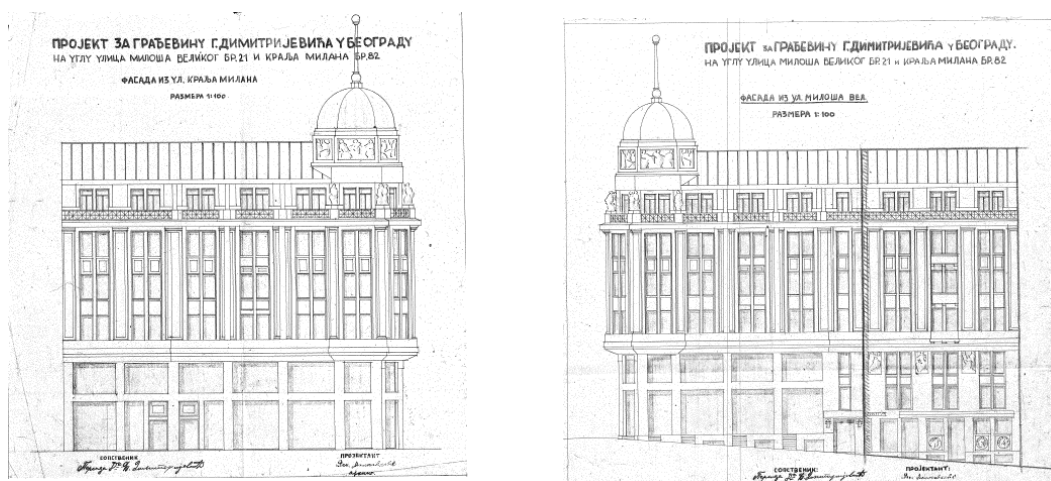 ПРОЈЕКТ ЗА ГРАЂЕВИНУ Г. ДИМИТРИЈЕВИЋА У БЕОГРАДУ
НА УГЛУ УЛИЦА МИЛОША ВЕЛИКОГ БР. 21 И КРАЉА МИЛАНА БР. 82
ФАСАДА ИЗ УЛ. КРАЉА МИЛАНА
РАЗМЕРА 1:100
СОПСТВЕНИК
ПРОЈЕКТАНТ
ПРОЈЕКТ ЗА ГРАЂЕВИНУ Г. ДИМИТРИЈЕВИЋА У БЕОГРАДУ.
НА УГЛУ УЛИЦА МИЛОША ВЕЛИКОГ БР. 21 И КРАЉА МИЛАНА БР. 82
ФАСАДА ИЗ УЛ. МИЛОША ВЕЛ.
РАЗМЕРА 1:100
СОПСТВЕНИК:
ПРОЈЕКТАНТ: